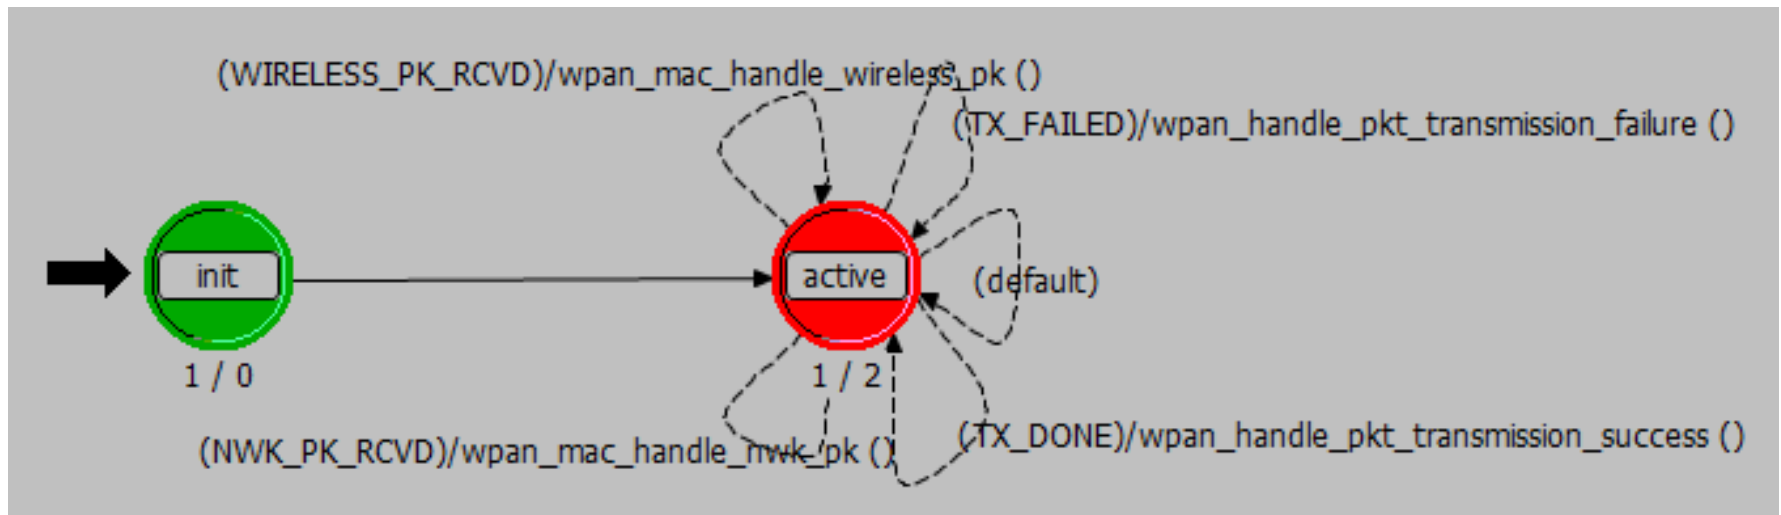 (WIRELESS_PK_RCVD)/wpan_mac_handle_wireless_pk ()
(TX_FAILED)/wpan_handle_pkt_transmission_failure ()
init
active
(default)
1 / 0
1 / 2
(NWK_PK_RCVD)/wpan_mac_handle_nwk_pk ()
(TX_DONE)/wpan_handle_pkt_transmission_success ()